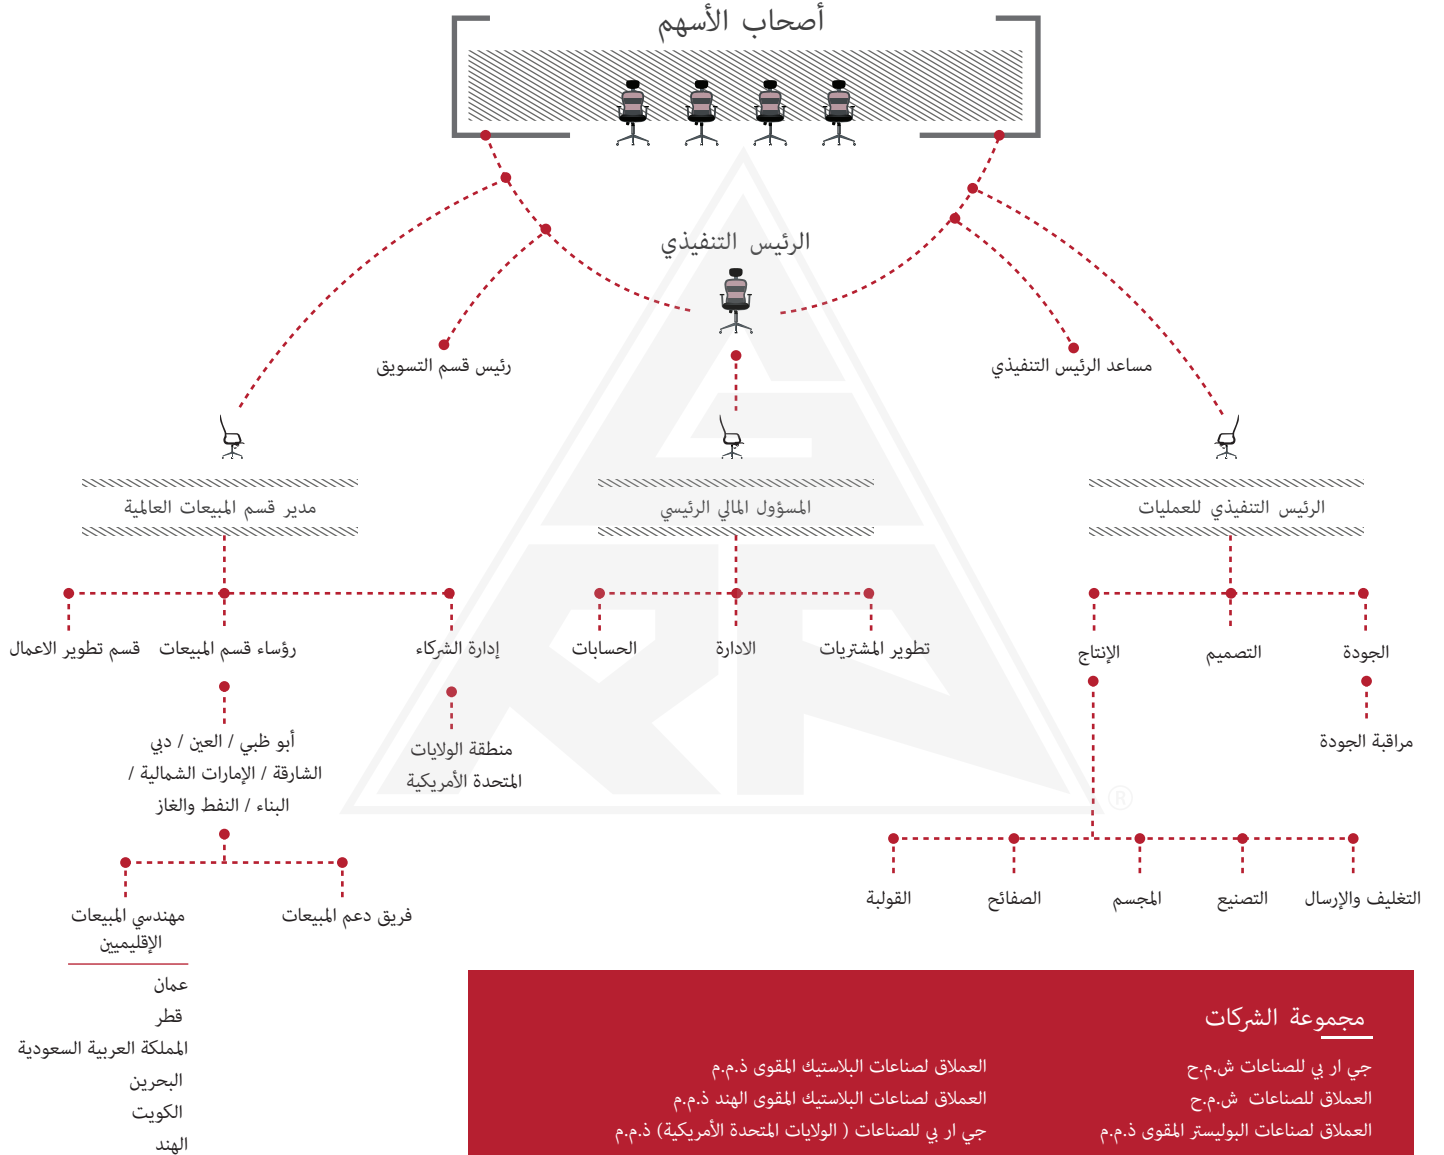 أصحاب الأسهم
الرئيس التنفيذي
مساعد الرئيس التنفيذي
رئيس قسم التسويق
الرئيس التنفيذي للعمليات
المسؤول المالي الرئيسي
مدير قسم المبيعات العالمية
الجودة
التصميم
الإنتاج
تطوير المشتريات
الادارة
الحسابات
إدارة الشركاء
رؤساء قسم المبيعات
قسم تطوير الاعمال
مراقبة الجودة
منطقة الولايات
المتحدة الأمريكية
أبو ظبي / العين / دبي
الشارقة / الإمارات الشمالية /
البناء / النفط والغاز
التغليف والإرسال
التصنيع
المجسم
الصفائح
القولبة
فريق دعم المبيعات
مهندسي المبيعات
الإقليميين
عمان
قطر
المملكة العربية السعودية
البحرين
الكويت
الهند
مجموعة الشركات
جي ار بي للصناعات ش.م.ح
العملاق للصناعات ش.م.ح
العملاق لصناعات البوليستر المقوى ذ.م.م
العملاق لصناعات البلاستيك المقوى ذ.م.م
العملاق لصناعات البلاستيك المقوى الهند ذ.م.م
جي ار بي للصناعات ( الولايات المتحدة الأمريكية) ذ.م.م
GRP
®